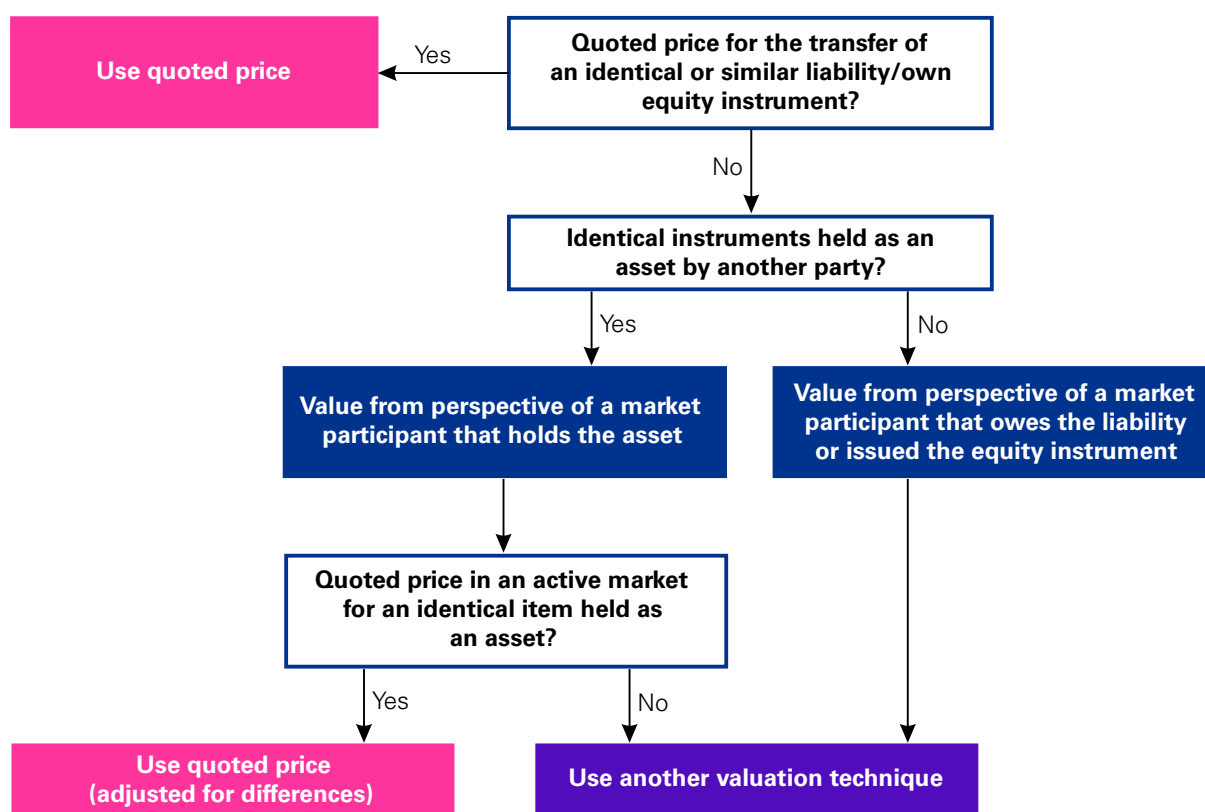 Use quoted price
Yes
Quoted price for the transfer of
an identical or similar liability/own
equity instrument?
No
Identical instruments held as an
asset by another party?
Yes
No
Value from perspective of a market
participant that holds the asset
Value from perspective of a market
participant that owes the liability
or issued the equity instrument
Quoted price in an active market
for an identical item held as
an asset?
Yes
No
Use quoted price
(adjusted for differences)
Use another valuation technique